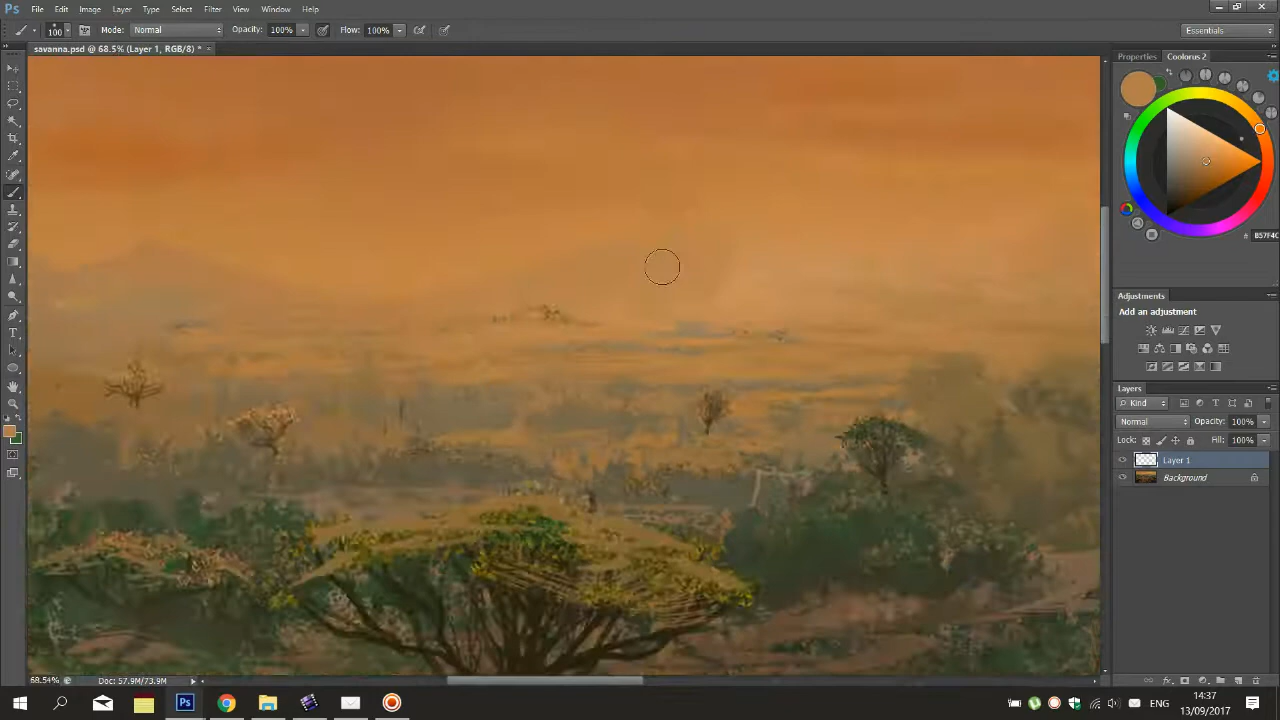 Ps File Edit Image Layer Type Select Filter View Window Help
100 Mode: Normal Opacity: 100% Flow: 100% Essentials
savanna.psd @ 68.5% (Layer 1, RGB/8) * ×
Properties Coolorus 2
# B57F4C
Adjustments
Add an adjustment
Layers
Kind
Normal Opacity: 100%
Lock: Fill: 100%
Layer 1
Background
68.54% Doc: 57.9M/73.9M
Ps ENG 14:37
13/09/2017